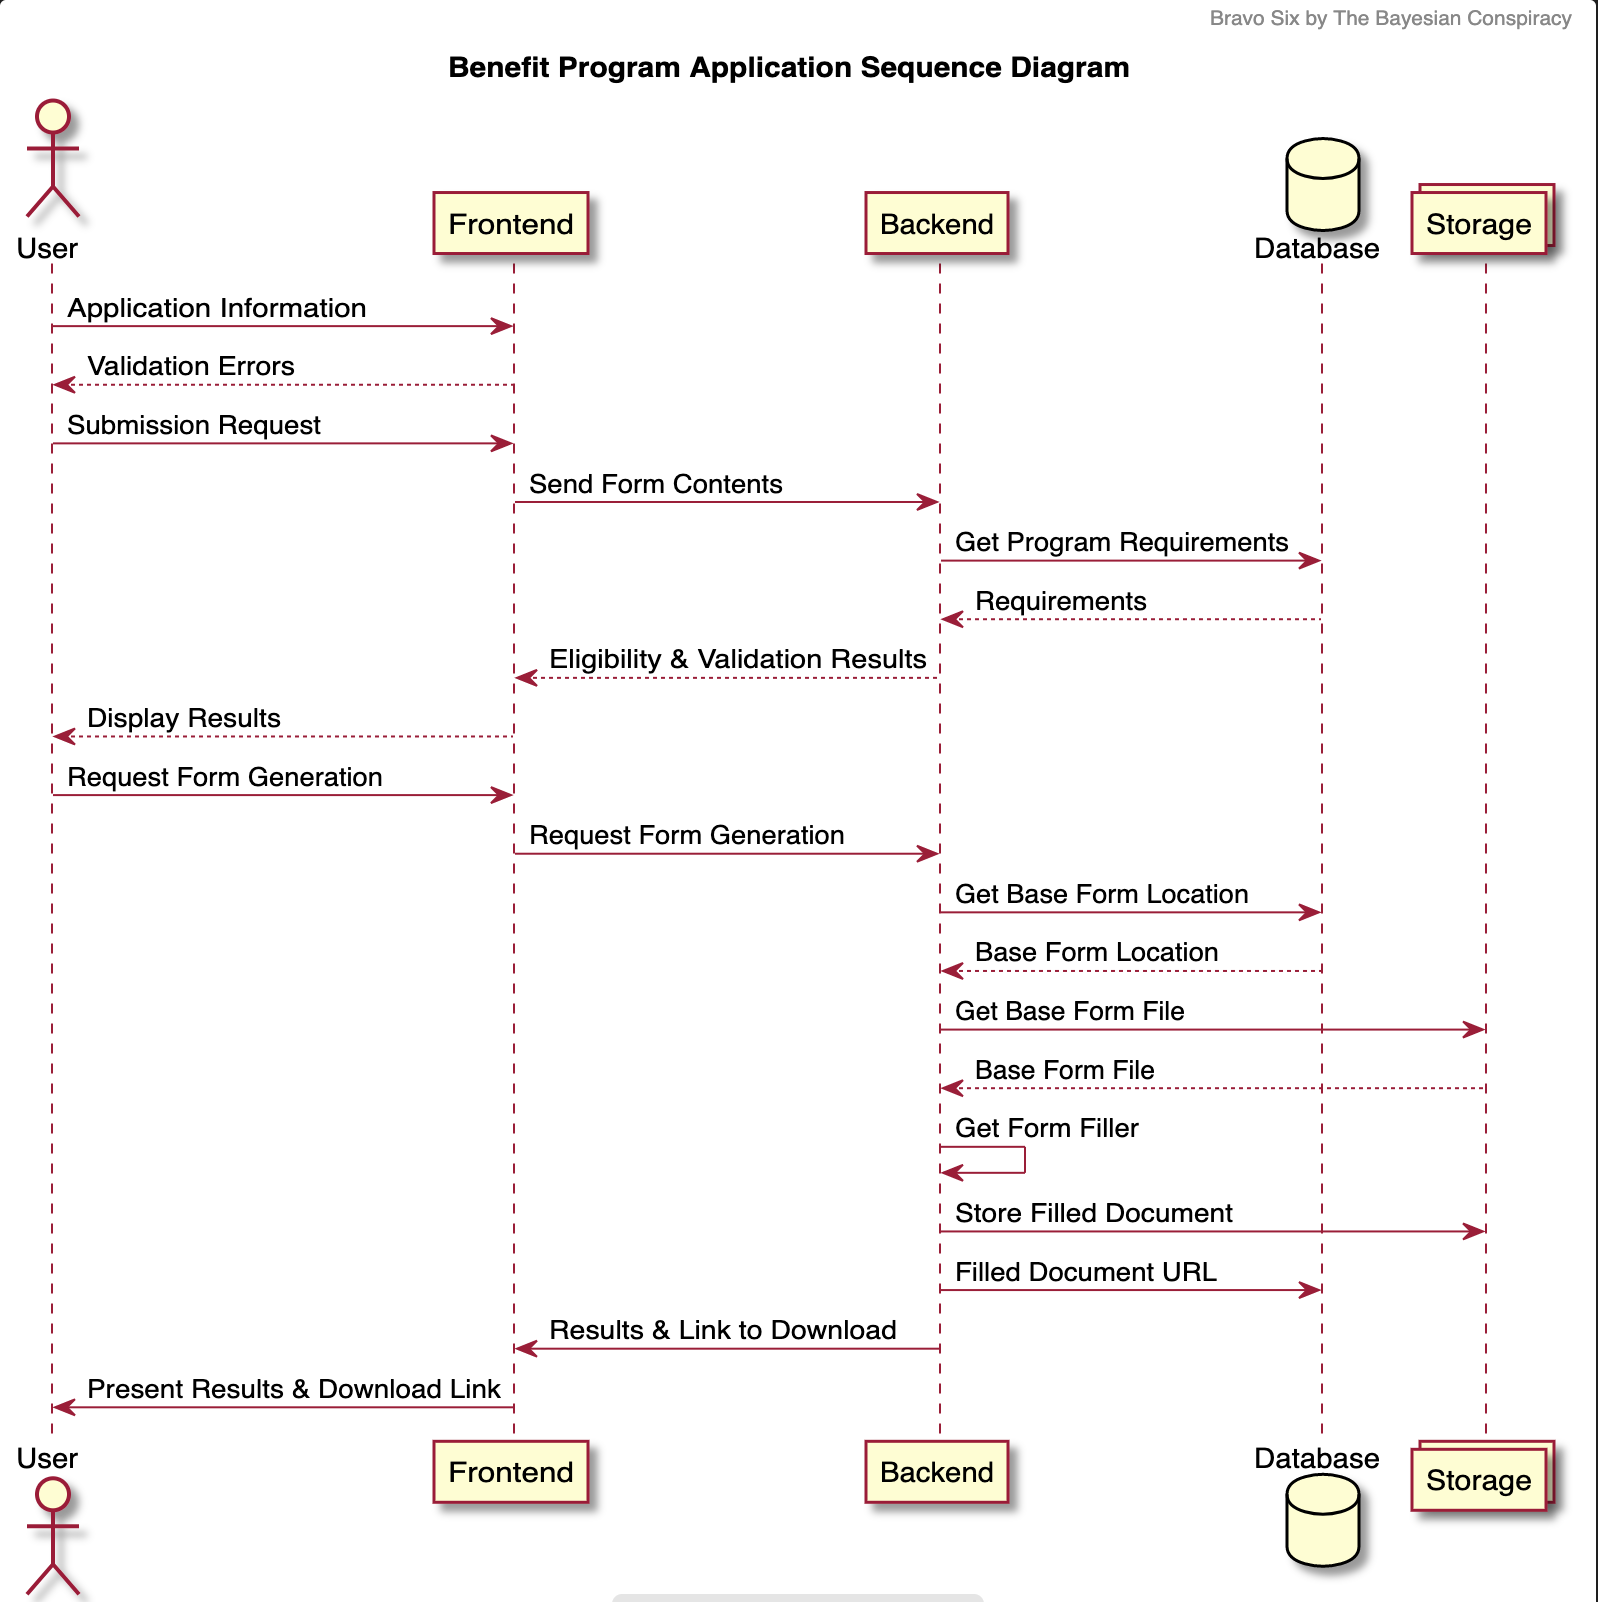 Bravo Six by The Bayesian Conspiracy
Benefit Program Application Sequence Diagram
User
Frontend
Backend
Database
Storage
Application Information
Validation Errors
Submission Request
Send Form Contents
Get Program Requirements
Requirements
Eligibility & Validation Results
Display Results
Request Form Generation
Request Form Generation
Get Base Form Location
Base Form Location
Get Base Form File
Base Form File
Get Form Filler
Store Filled Document
Filled Document URL
Results & Link to Download
Present Results & Download Link
User
Frontend
Backend
Database
Storage